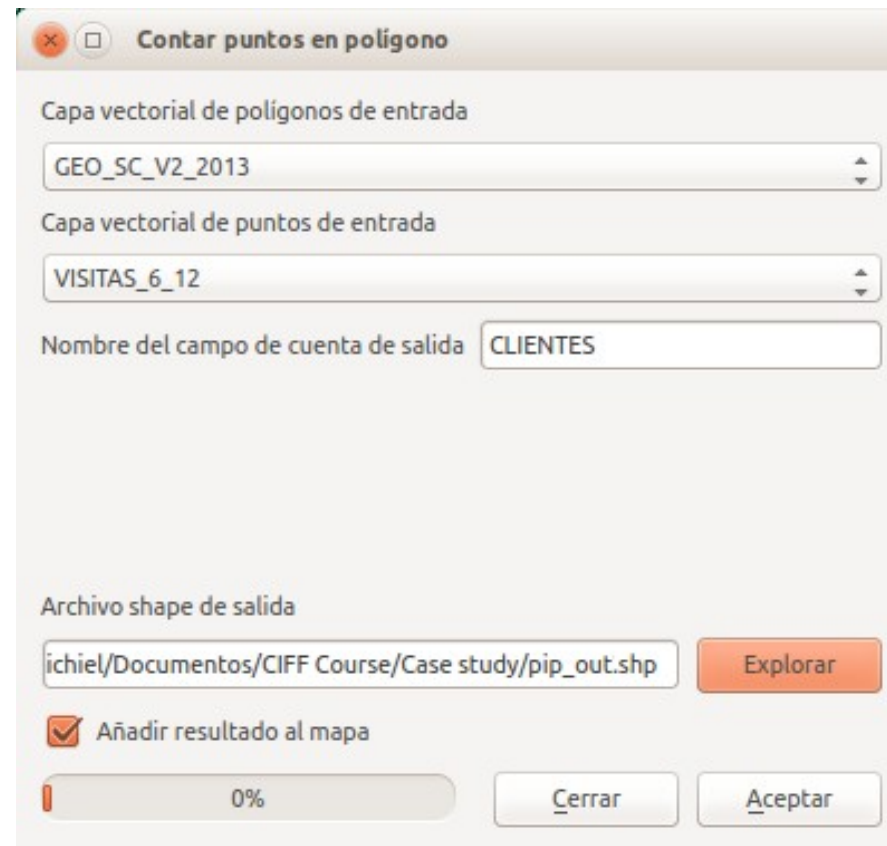 Contar puntos en polígono
Capa vectorial de polígonos de entrada
GEO_SC_V2_2013
Capa vectorial de puntos de entrada
VISITAS_6_12
Nombre del campo de cuenta de salida CLIENTES
Archivo shape de salida
ichiel/Documentos/CIFF Course/Case study/pip_out.shp Explorar
Añadir resultado al mapa
0% Cerrar Aceptar